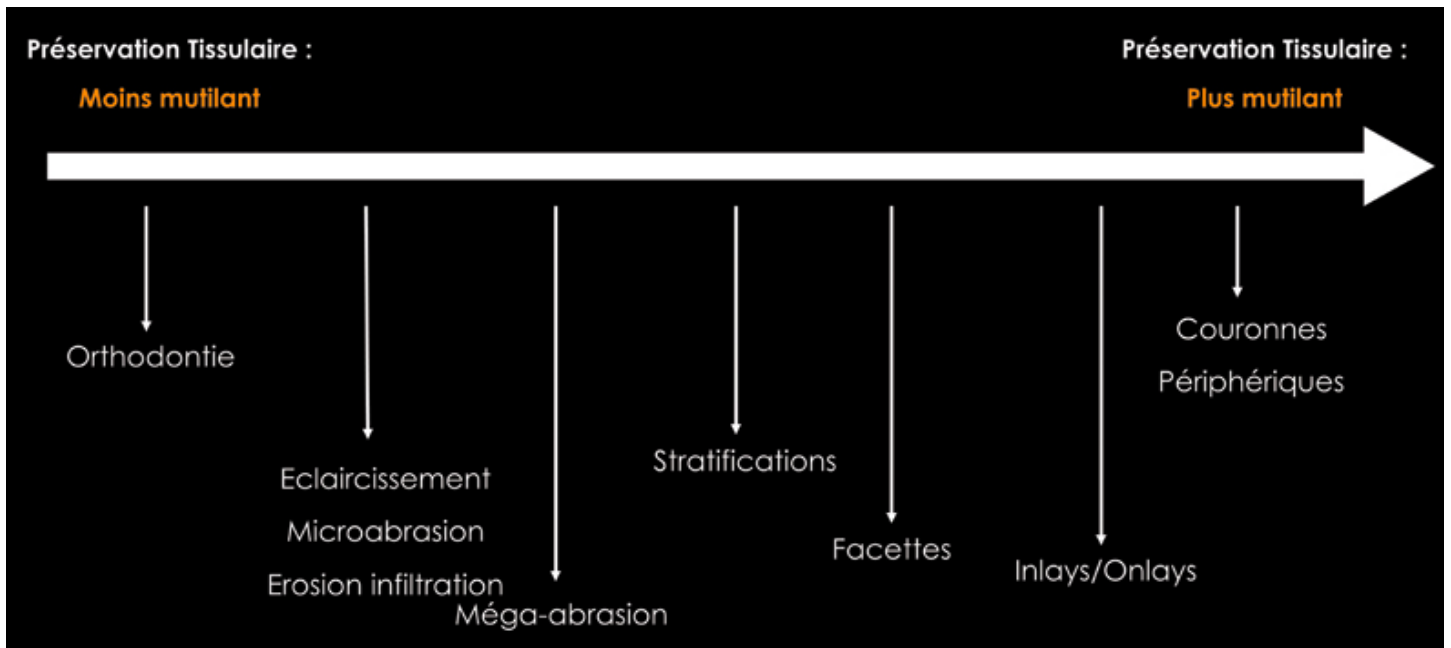 Préservation Tissulaire :
Moins mutilant
Préservation Tissulaire :
Plus mutilant
Orthodontie
Eclaircissement
Microabrasion
Erosion infiltration
Méga-abrasion
Stratifications
Facettes
Inlays/Onlays
Couronnes
Périphériques